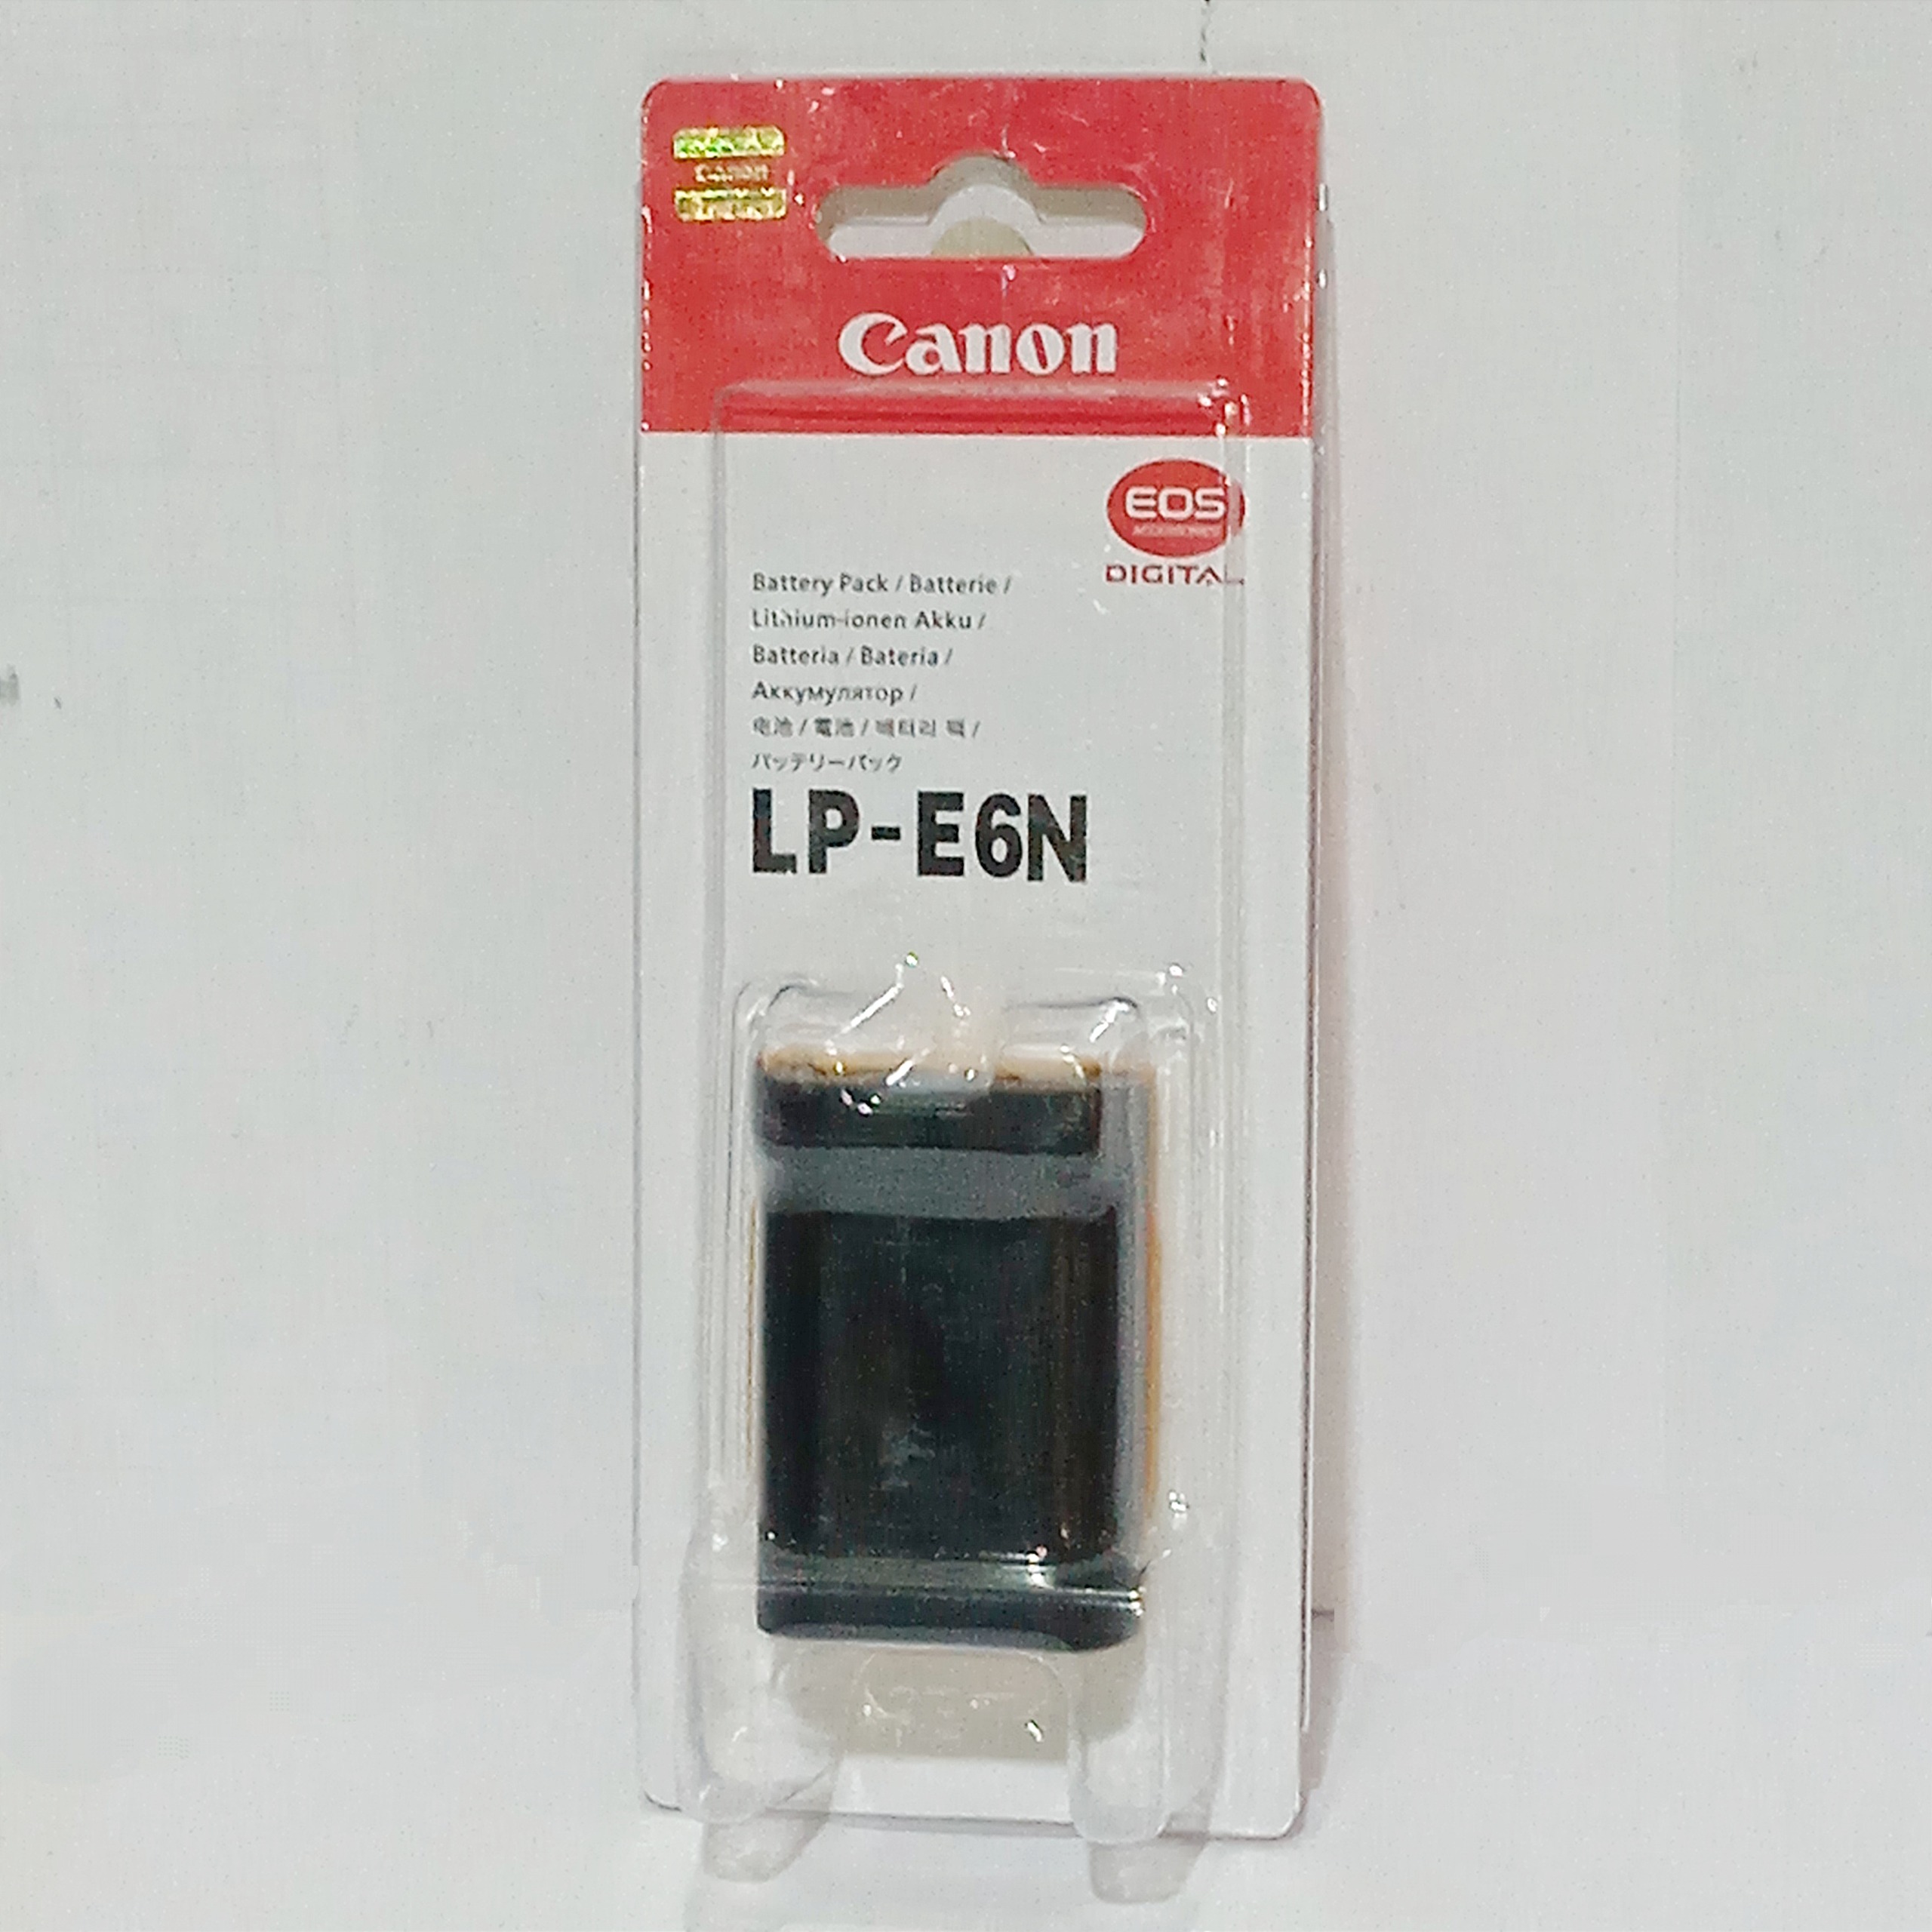 Canon
Canon
EOS
DIGITAL
Battery Pack / Batterie /
Lithium-ionen Akku /
Batteria / Bateria /
Аккумулятор /
电池 / 電池 / 배터리 팩 /
バッテリーパック
LP-E6N